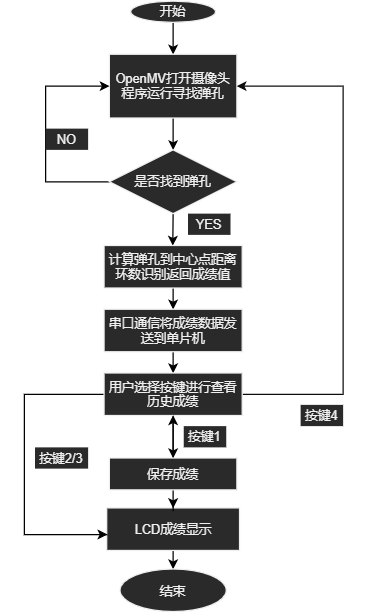 开始
OpenMV打开摄像头
程序运行寻找弹孔
NO
是否找到弹孔
YES
计算弹孔到中心点距离
环数识别返回成绩值
串口通信将成绩数据发
送到单片机
用户选择按键进行查看
历史成绩
按键4
按键1
按键2/3
保存成绩
LCD成绩显示
结束